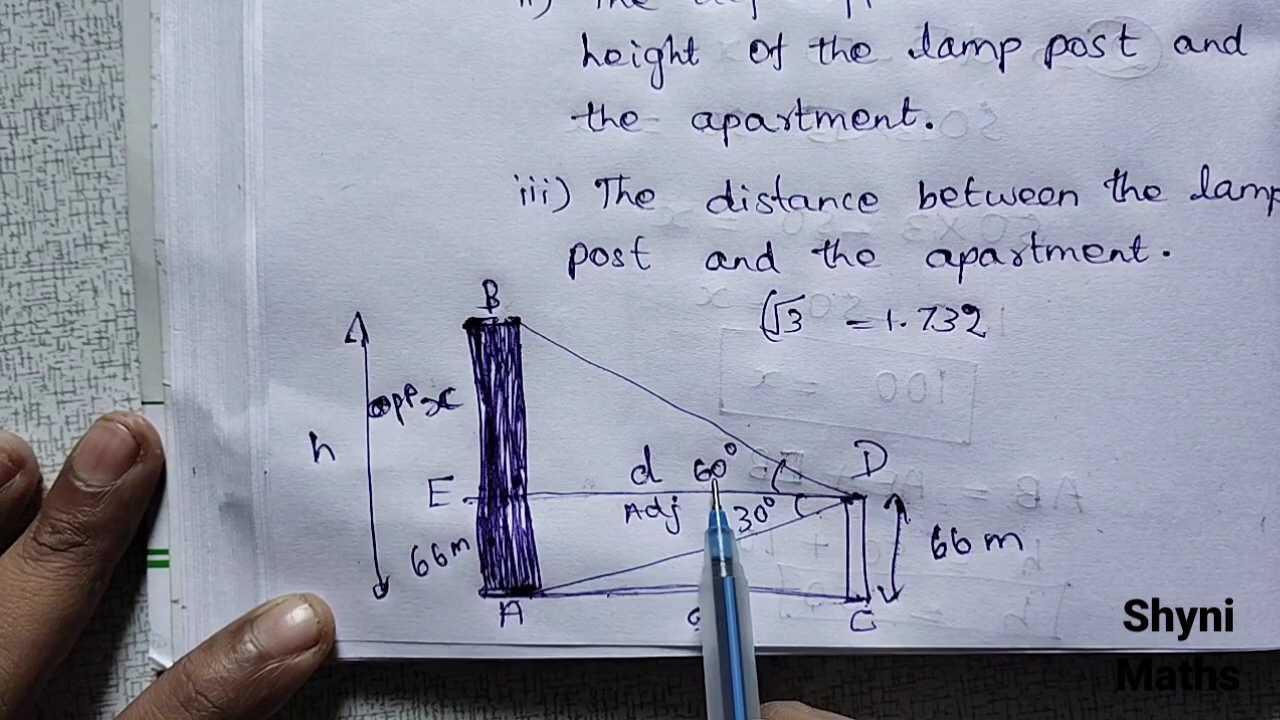 height of the lamp post and
the apartment.
iii) The distance between the lamp
post and the apartment.
(√3 = 1.732
B
opp x
h
d 60° D
E
Adj 30°
66m
66 m
A
C
Shyni
Maths